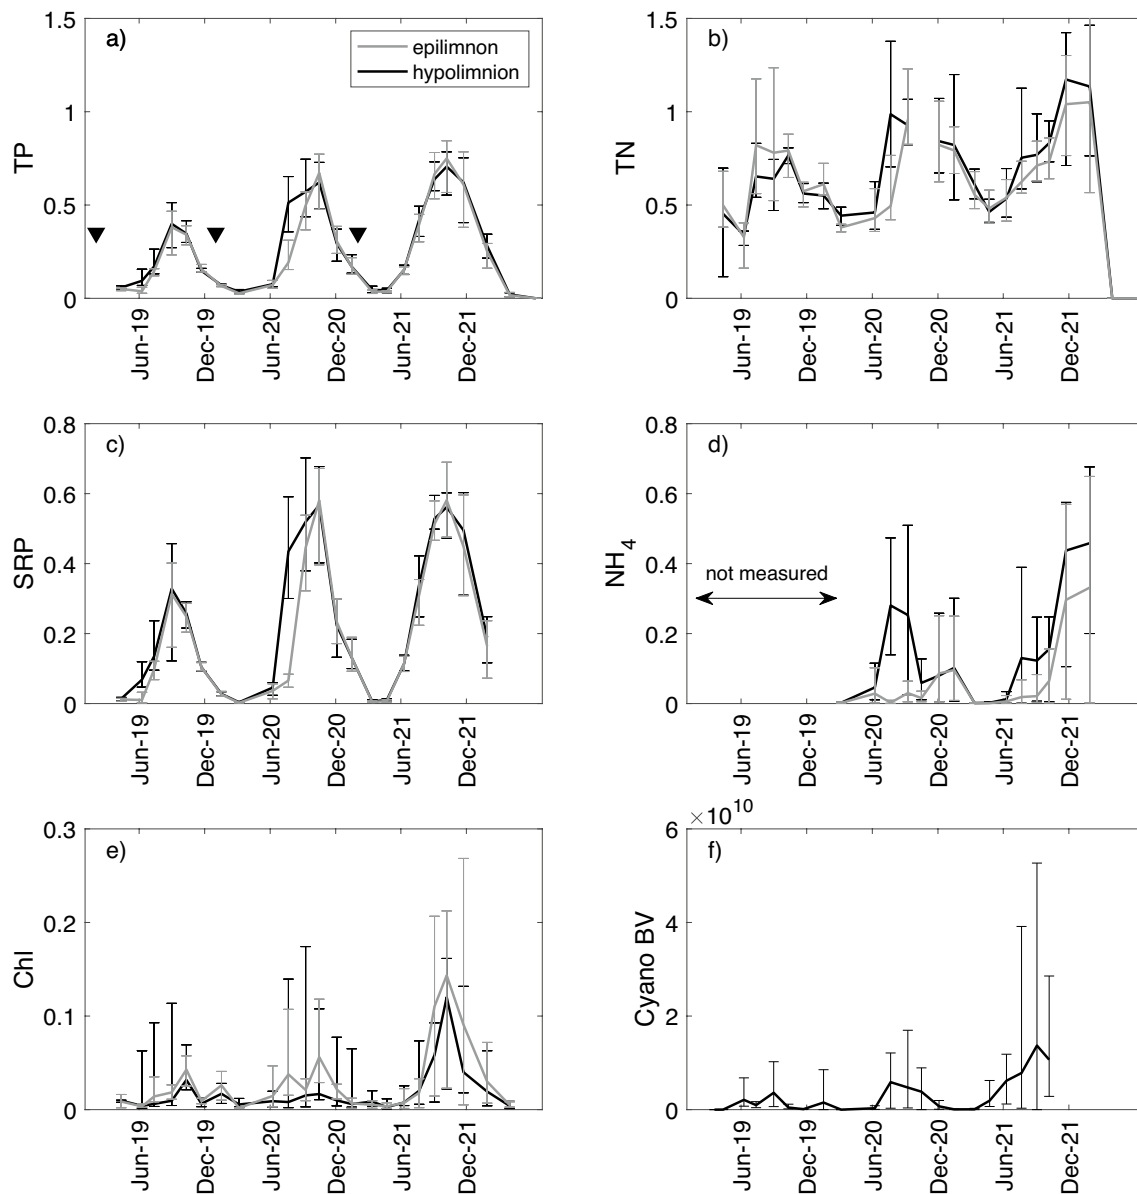 a)
epilimnon
hypolimnion
1.5
1
0.5
0
TP
Jun-19
Dec-19
Jun-20
Dec-20
Jun-21
Dec-21
b)
1.5
1
0.5
0
TN
Jun-19
Dec-19
Jun-20
Dec-20
Jun-21
Dec-21
c)
0.8
0.6
0.4
0.2
0
SRP
Jun-19
Dec-19
Jun-20
Dec-20
Jun-21
Dec-21
d)
0.8
0.6
0.4
0.2
0
NH4
not measured
Jun-19
Dec-19
Jun-20
Dec-20
Jun-21
Dec-21
e)
0.3
0.2
0.1
0
Chl
Jun-19
Dec-19
Jun-20
Dec-20
Jun-21
Dec-21
×10^10
f)
6
4
2
0
Cyano BV
Jun-19
Dec-19
Jun-20
Dec-20
Jun-21
Dec-21